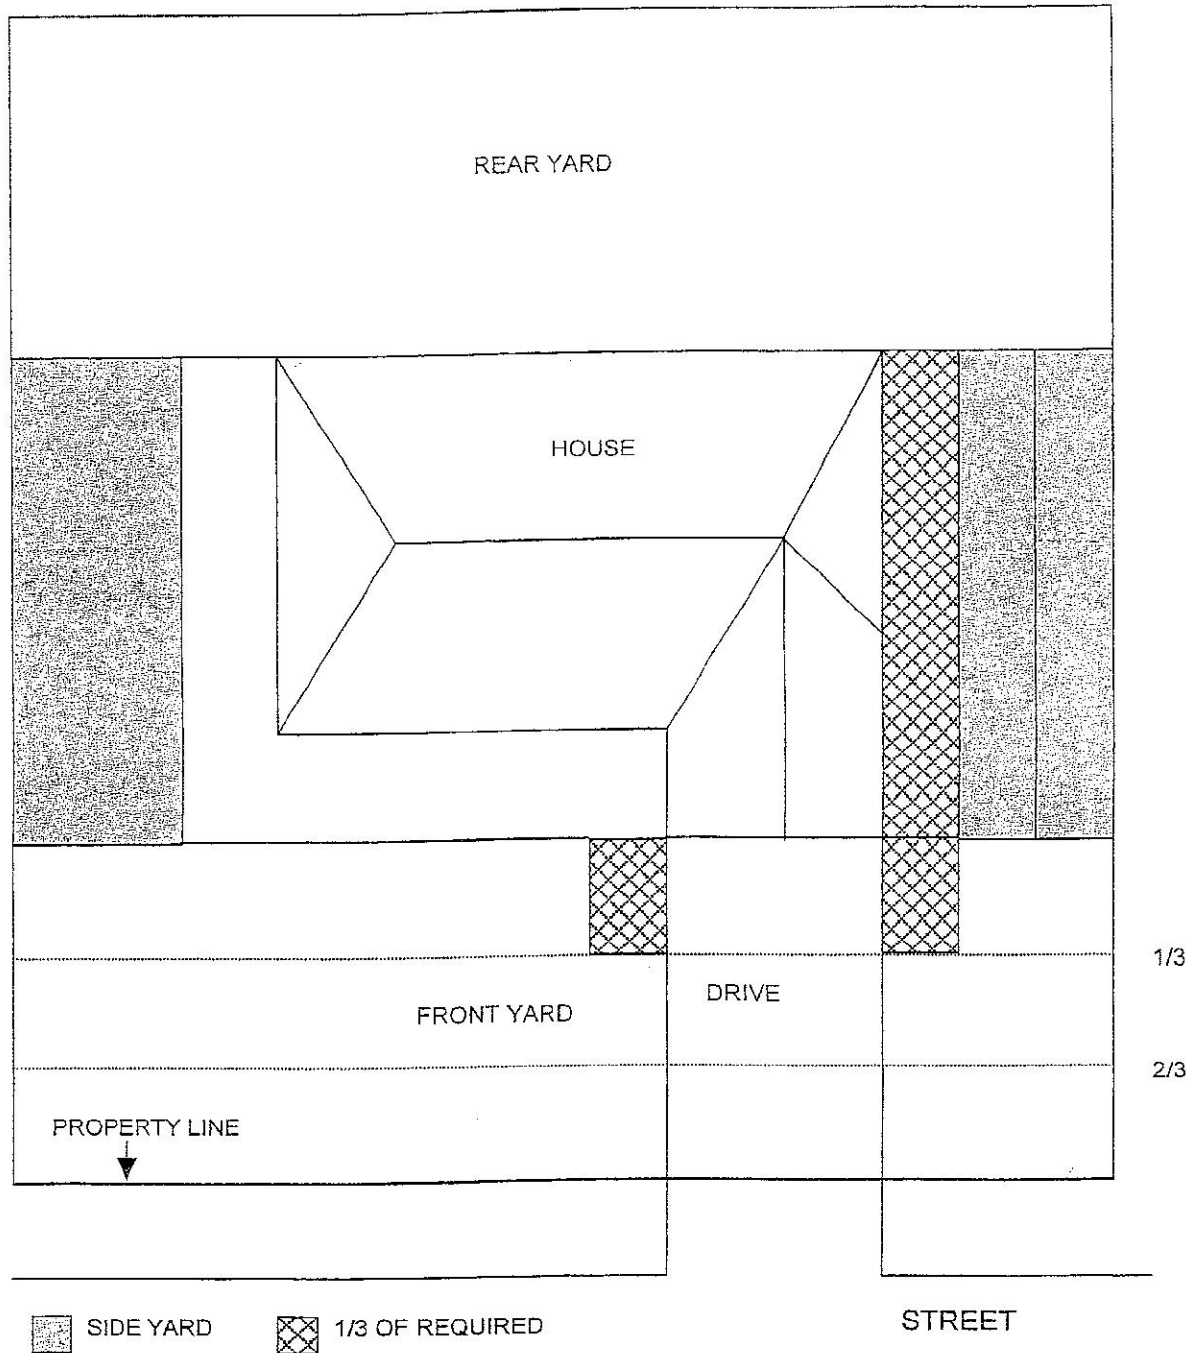 REAR YARD
HOUSE
1/3
DRIVE
FRONT YARD
2/3
PROPERTY LINE
SIDE YARD
1/3 OF REQUIRED
STREET